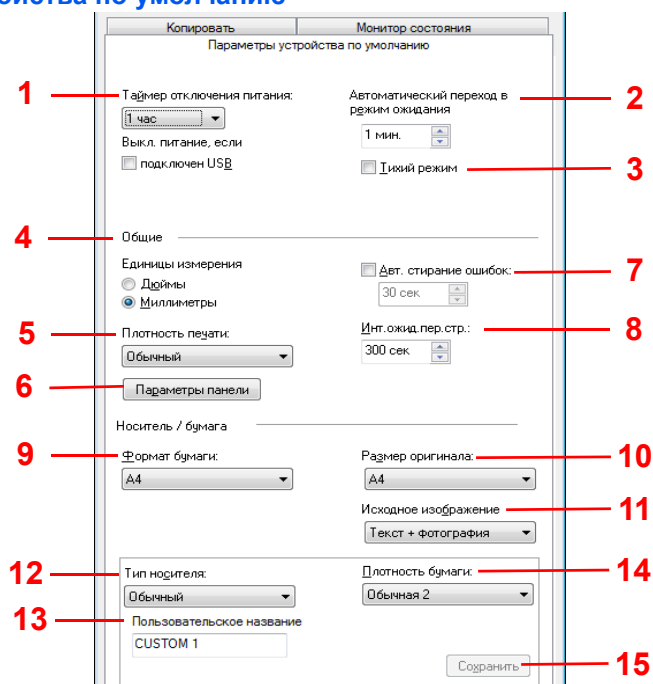 йства по умолчанию
Копировать
Монитор состояния
Параметры устройства по умолчанию
1
Таймер отключения питания:
1 час
Выкл. питание, если
подключен USB
Автоматический переход в
режим ожидания
2
1 мин.
Тихий режим
3
4
Общие
Единицы измерения
Дюймы
Миллиметры
Авт. стирание ошибок:
7
30 сек
5
Плотность печати:
Обычный
Инт.ожид.пер.стр.:
8
300 сек
6
Параметры панели
Носитель / бумага
9
Формат бумаги:
A4
Размер оригинала:
10
A4
Исходное изображение
11
Текст + фотография
12
Тип носителя:
Обычный
Плотность бумаги:
14
Обычная 2
13
Пользовательское название
CUSTOM 1
Сохранить
15